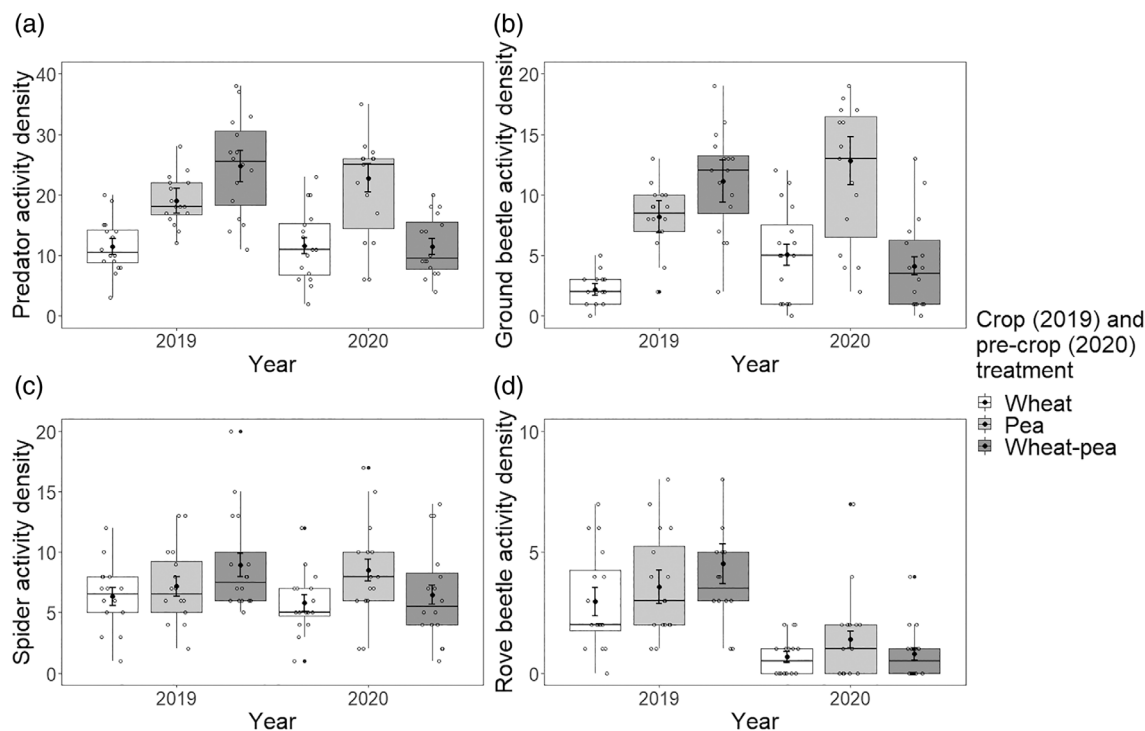 (a)
Predator activity density
40
30
20
10
0
2019
2020
Year
(b)
Ground beetle activity density
20
15
10
5
0
2019
2020
Year
(c)
Spider activity density
20
15
10
5
0
2019
2020
Year
(d)
Rove beetle activity density
10
5
0
2019
2020
Year
Crop (2019) and
pre-crop (2020)
treatment
Wheat
Pea
Wheat-pea